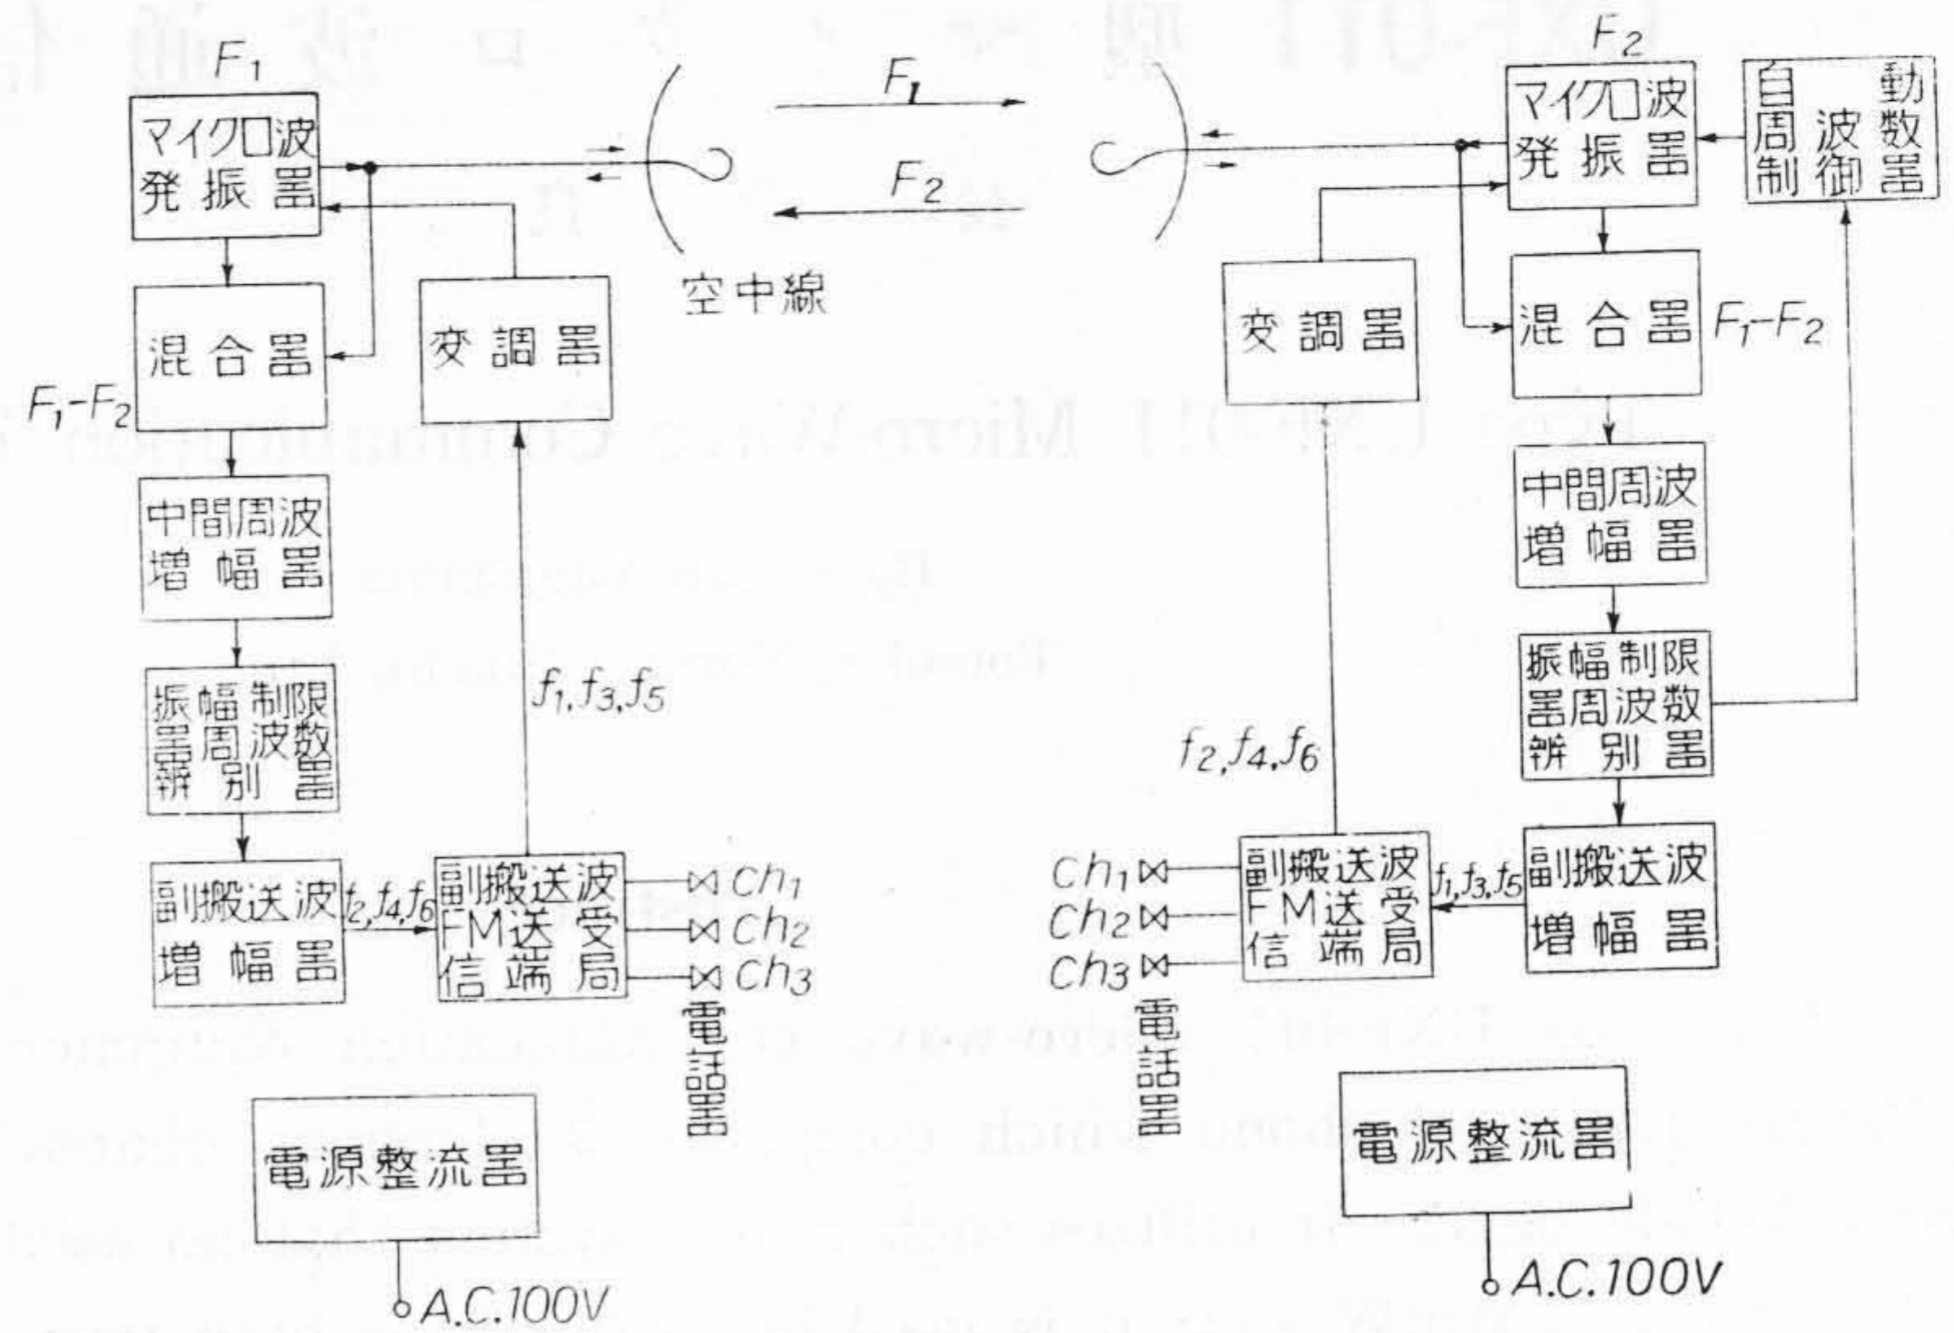 F1
マイクロ波
発振器
混合器
F1-F2
中間周波
増幅器
振幅制限
器周波数
辨別器
副搬送波
増幅器
f2,f4,f6
変調器
f1,f3,f5
副搬送波
FM送受
信端局
Ch1
Ch2
Ch3
電話器
電源整流器
A.C.100V
空中線
F1
F2
F2
マイクロ波
発振器
自動
周波数
制御器
変調器
混合器
F1-F2
中間周波
増幅器
振幅制限
器周波数
辨別器
f2,f4,f6
副搬送波
増幅器
f1,f3,f5
副搬送波
FM送受
信端局
Ch1
Ch2
Ch3
電話器
電源整流器
A.C.100V